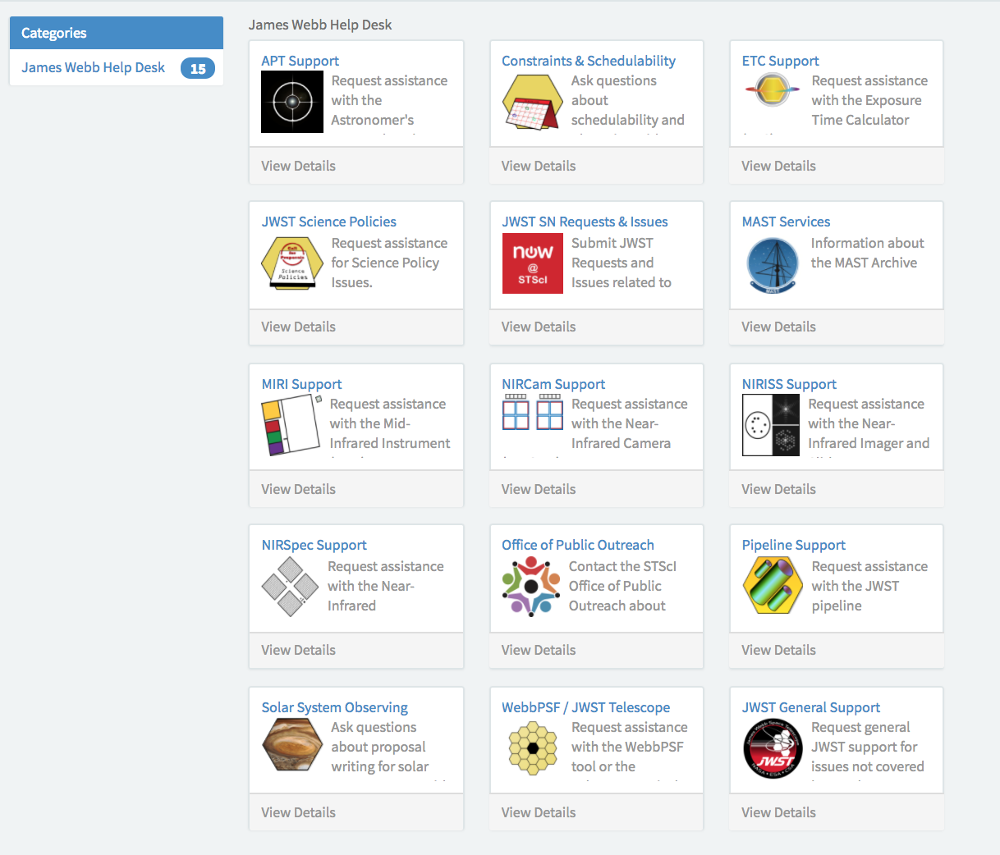 Categories
James Webb Help Desk 15
James Webb Help Desk
APT Support
Request assistance
with the
Astronomer's
View Details
Constraints & Schedulability
Ask questions
about
schedulability and
View Details
ETC Support
Request assistance
with the Exposure
Time Calculator
View Details
JWST Science Policies
Call
for
Proposals
Science
Policies
Request assistance
for Science Policy
Issues.
View Details
JWST SN Requests & Issues
now
@
STScI
Submit JWST
Requests and
Issues related to
View Details
MAST Services
MAST
Information about
the MAST Archive
View Details
MIRI Support
Request assistance
with the Mid-
Infrared Instrument
View Details
NIRCam Support
Request assistance
with the Near-
Infrared Camera
View Details
NIRISS Support
Request assistance
with the Near-
Infrared Imager and
View Details
NIRSpec Support
Request assistance
with the Near-
Infrared
View Details
Office of Public Outreach
Contact the STScI
Office of Public
Outreach about
View Details
Pipeline Support
Request assistance
with the JWST
pipeline
View Details
Solar System Observing
Ask questions
about proposal
writing for solar
View Details
WebbPSF / JWST Telescope
Request assistance
with the WebbPSF
tool or the
View Details
JWST General Support
James Webb Space Telescope
JWST
NASA • ESA • CSA
Request general
JWST support for
issues not covered
View Details